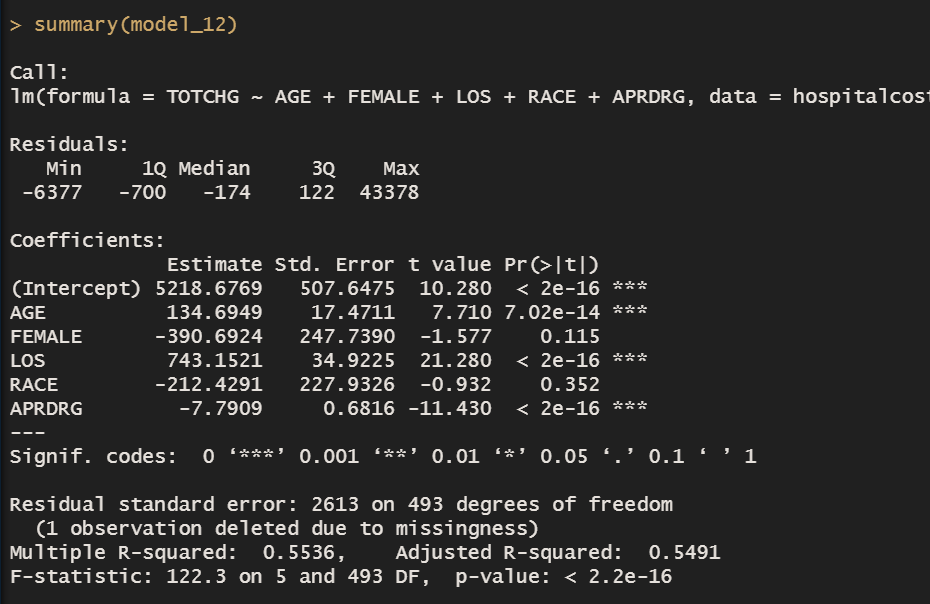 > summary(model_12)
Call:
lm(formula = TOTCHG ~ AGE + FEMALE + LOS + RACE + APRDRG, data = hospitalcost
Residuals:
   Min     1Q Median     3Q    Max
 -6377   -700   -174    122  43378
Coefficients:
             Estimate Std. Error t value Pr(>|t|)
(Intercept) 5218.6769   507.6475  10.280  < 2e-16 ***
AGE          134.6949    17.4711   7.710 7.02e-14 ***
FEMALE      -390.6924   247.7390  -1.577    0.115
LOS          743.1521    34.9225  21.280  < 2e-16 ***
RACE        -212.4291   227.9326  -0.932    0.352
APRDRG        -7.7909     0.6816 -11.430  < 2e-16 ***
---
Signif. codes:  0 ‘***’ 0.001 ‘**’ 0.01 ‘*’ 0.05 ‘.’ 0.1 ‘ ’ 1
Residual standard error: 2613 on 493 degrees of freedom
  (1 observation deleted due to missingness)
Multiple R-squared:  0.5536,    Adjusted R-squared:  0.5491
F-statistic: 122.3 on 5 and 493 DF,  p-value: < 2.2e-16